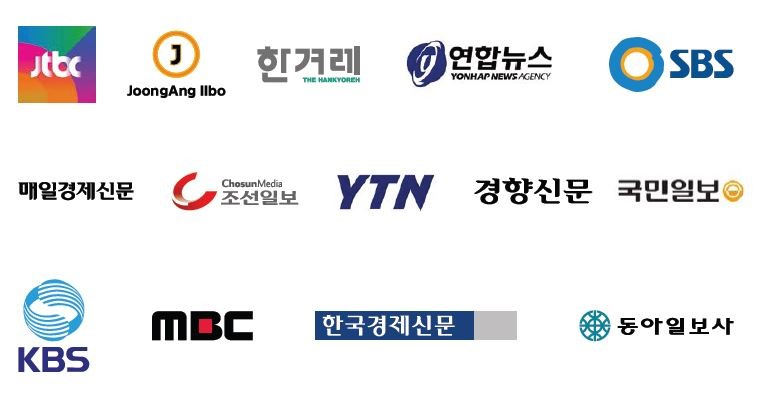 jtbc
J
JoongAng Ilbo
한겨레
THE HANKYOREH
연합뉴스
YONHAP NEWS AGENCY
SBS
매일경제신문
ChosunMedia
조선일보
YTN
경향신문
국민일보
KBS
MBC
한국경제신문
동아일보사